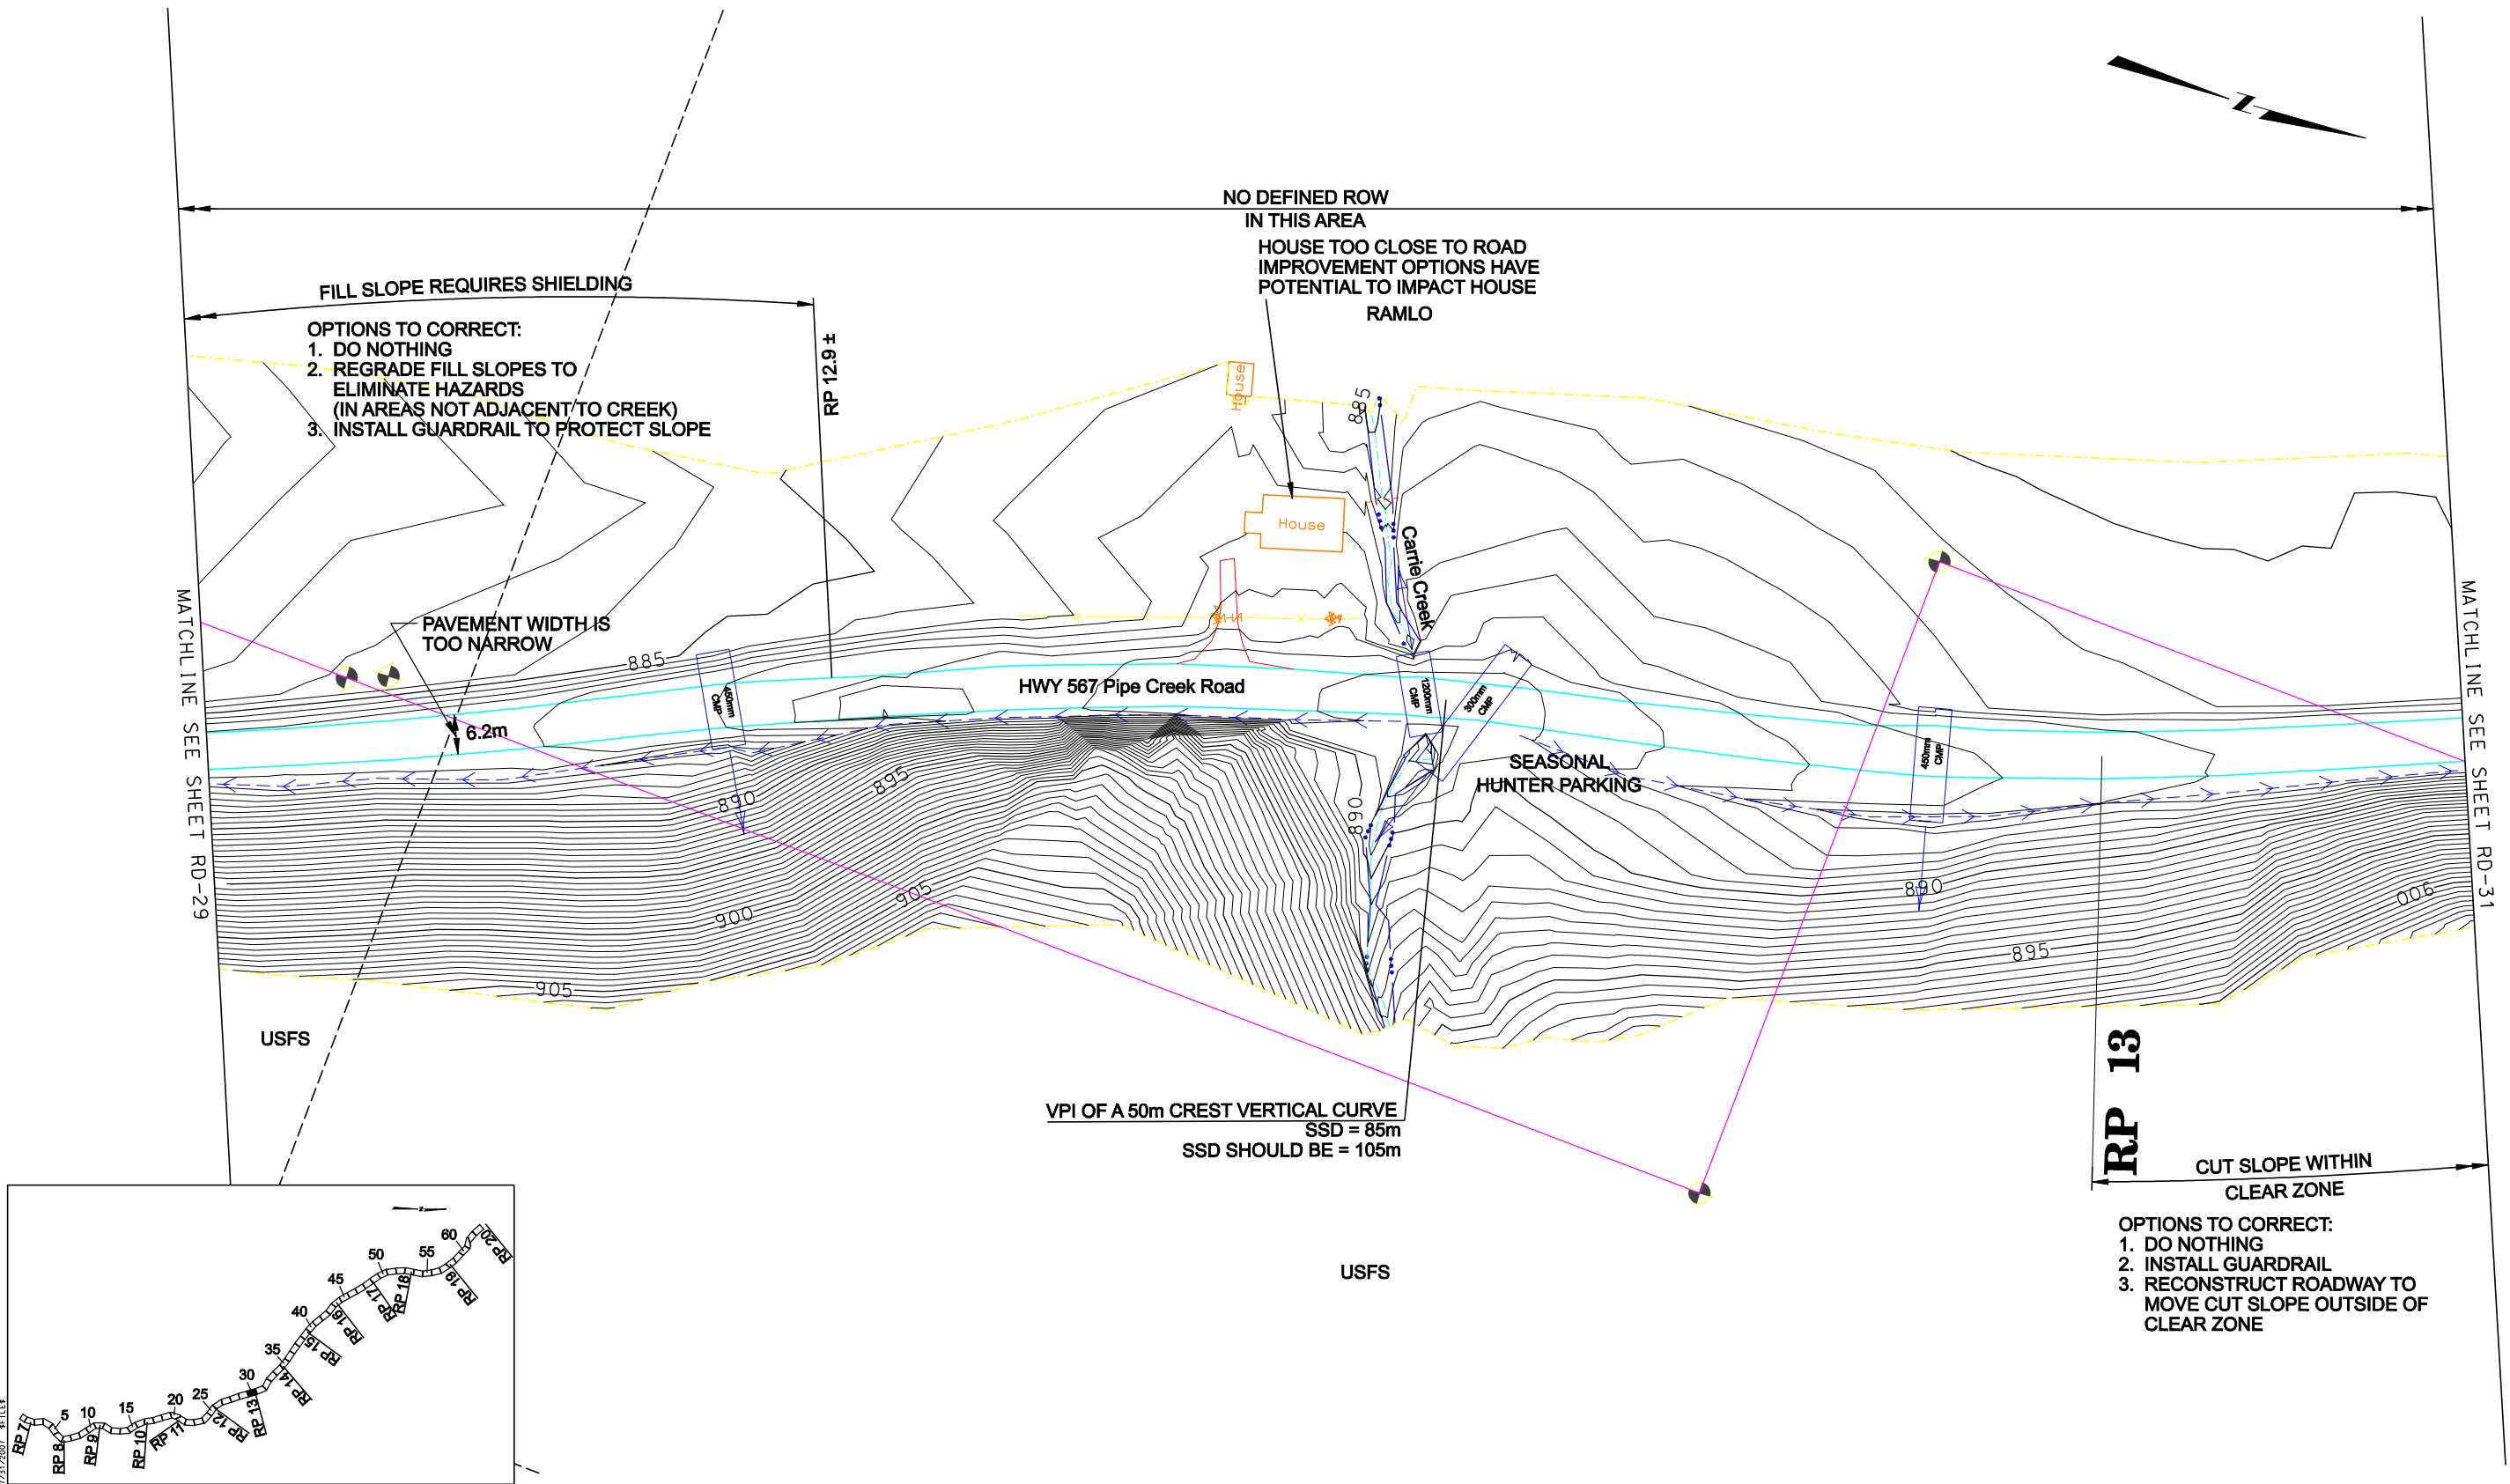 NO DEFINED ROW
IN THIS AREA
HOUSE TOO CLOSE TO ROAD
IMPROVEMENT OPTIONS HAVE
POTENTIAL TO IMPACT HOUSE
RAMLO
FILL SLOPE REQUIRES SHIELDING
OPTIONS TO CORRECT:
1. DO NOTHING
2. REGRADE FILL SLOPES TO
ELIMINATE HAZARDS
(IN AREAS NOT ADJACENT TO CREEK)
3. INSTALL GUARDRAIL TO PROTECT SLOPE
RP 12.9 ±
House
885
House
Carrie Creek
MATCHLINE SEE SHEET RD-29
PAVEMENT WIDTH IS
TOO NARROW
6.2m
885
450mm
CMP
HWY 567 Pipe Creek Road
1200mm
CMP
300mm
CMP
SEASONAL
HUNTER PARKING
450mm
CMP
MATCHLINE SEE SHEET RD-31
890
895
890
900
905
905
890
895
900
USFS
VPI OF A 50m CREST VERTICAL CURVE
SSD = 85m
SSD SHOULD BE = 105m
USFS
RP 13
CUT SLOPE WITHIN
CLEAR ZONE
OPTIONS TO CORRECT:
1. DO NOTHING
2. INSTALL GUARDRAIL
3. RECONSTRUCT ROADWAY TO
MOVE CUT SLOPE OUTSIDE OF
CLEAR ZONE
5
10
15
20
25
30
35
40
45
50
55
60
RP 7
RP 8
RP 9
RP 10
RP 11
RP 12
RP 13
RP 14
RP 15
RP 16
RP 17
RP 18
RP 19
RP 20